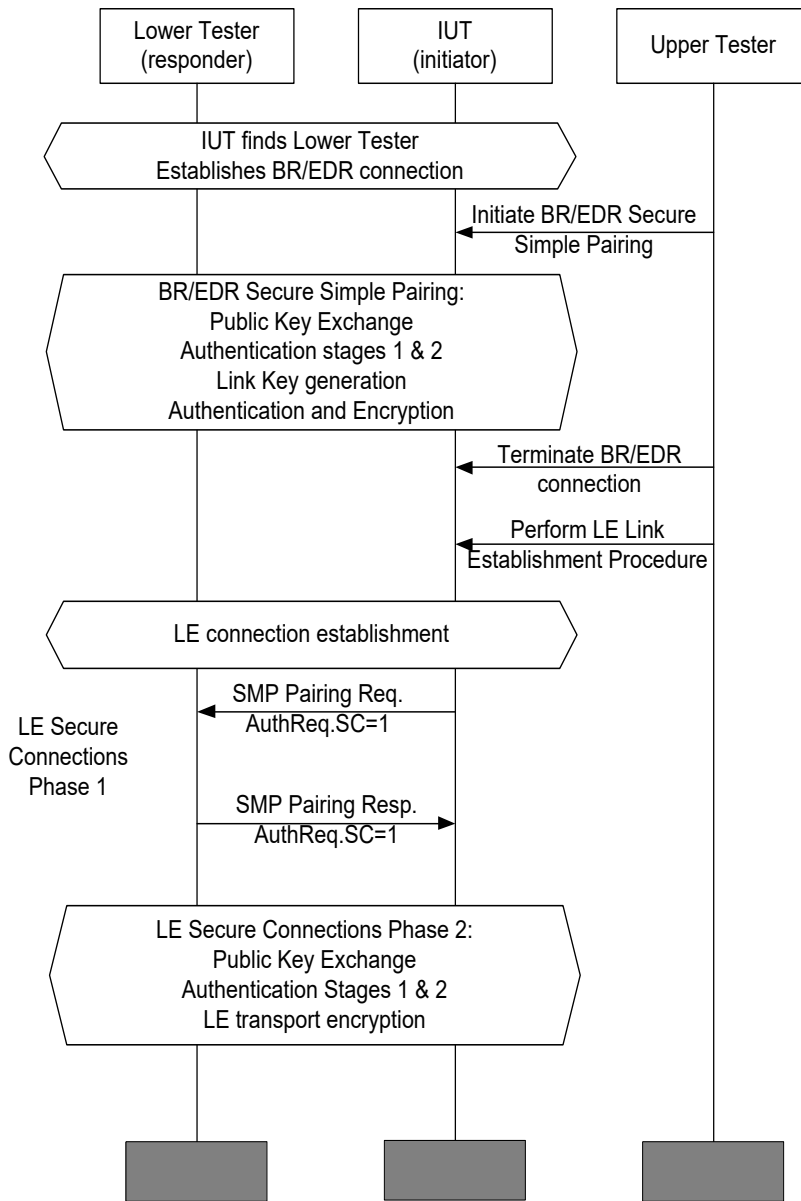 Lower Tester
(responder)
IUT
(initiator)
Upper Tester
IUT finds Lower Tester
Establishes BR/EDR connection
Initiate BR/EDR Secure
Simple Pairing
BR/EDR Secure Simple Pairing:
Public Key Exchange
Authentication stages 1 & 2
Link Key generation
Authentication and Encryption
Terminate BR/EDR
connection
Perform LE Link
Establishment Procedure
LE connection establishment
SMP Pairing Req.
AuthReq.SC=1
LE Secure
Connections
Phase 1
SMP Pairing Resp.
AuthReq.SC=1
LE Secure Connections Phase 2:
Public Key Exchange
Authentication Stages 1 & 2
LE transport encryption